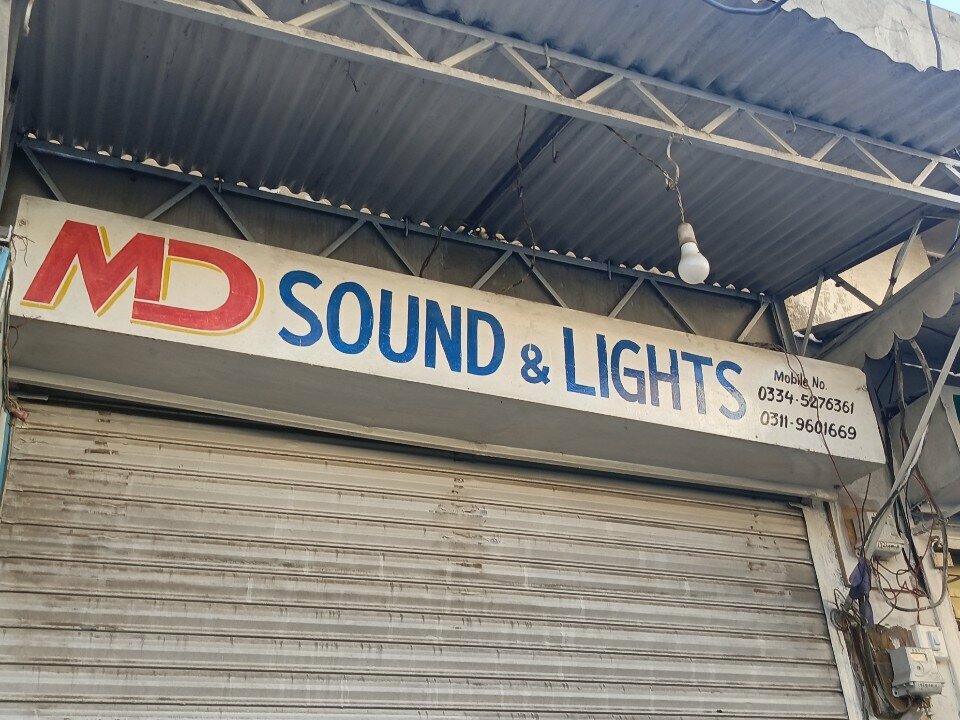 MD SOUND & LIGHTS
Mobile No.
0334-5276361
0311-9601669